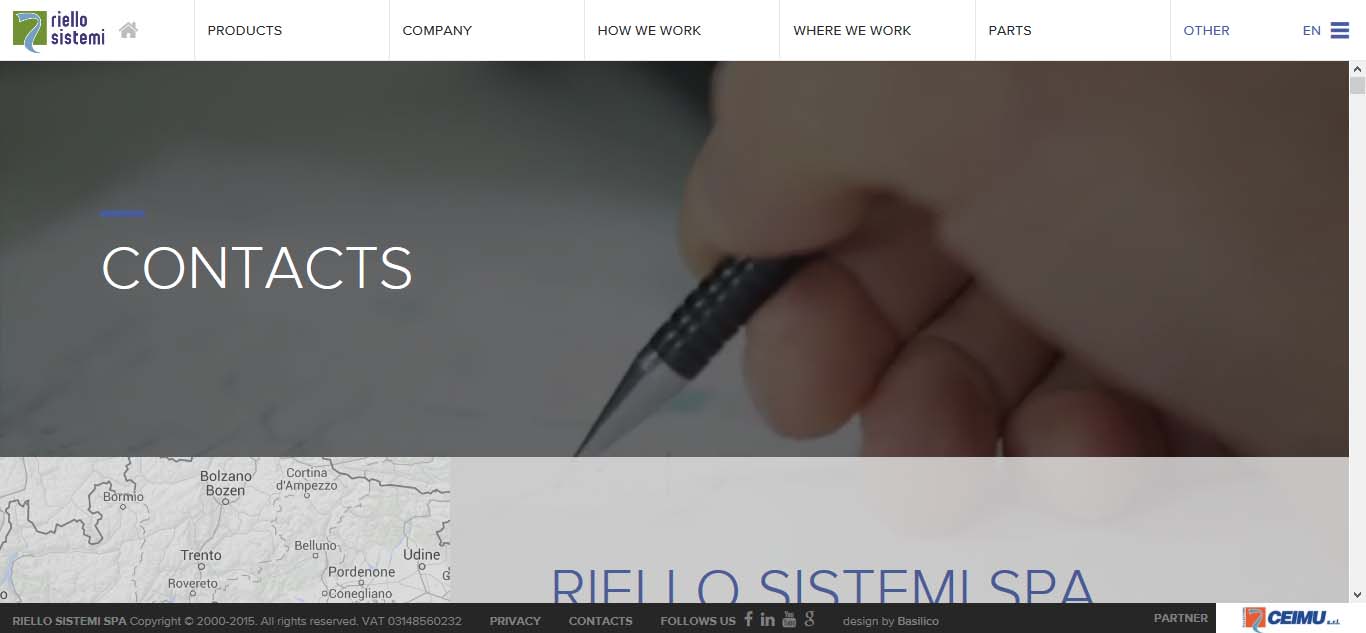 riello
sistemi
PRODUCTS
COMPANY
HOW WE WORK
WHERE WE WORK
PARTS
OTHER
EN
CONTACTS
Bormio
Bolzano
Bozen
Cortina
d'Ampezzo
Trento
Belluno
Udine
Rovereto
Pordenone
Conegliano
RIELLO SISTEMI SPA
RIELLO SISTEMI SPA Copyright © 2000-2015. All rights reserved. VAT 03148560232
PRIVACY
CONTACTS
FOLLOWS US
design by Basilico
PARTNER
CEIMU s.r.l.